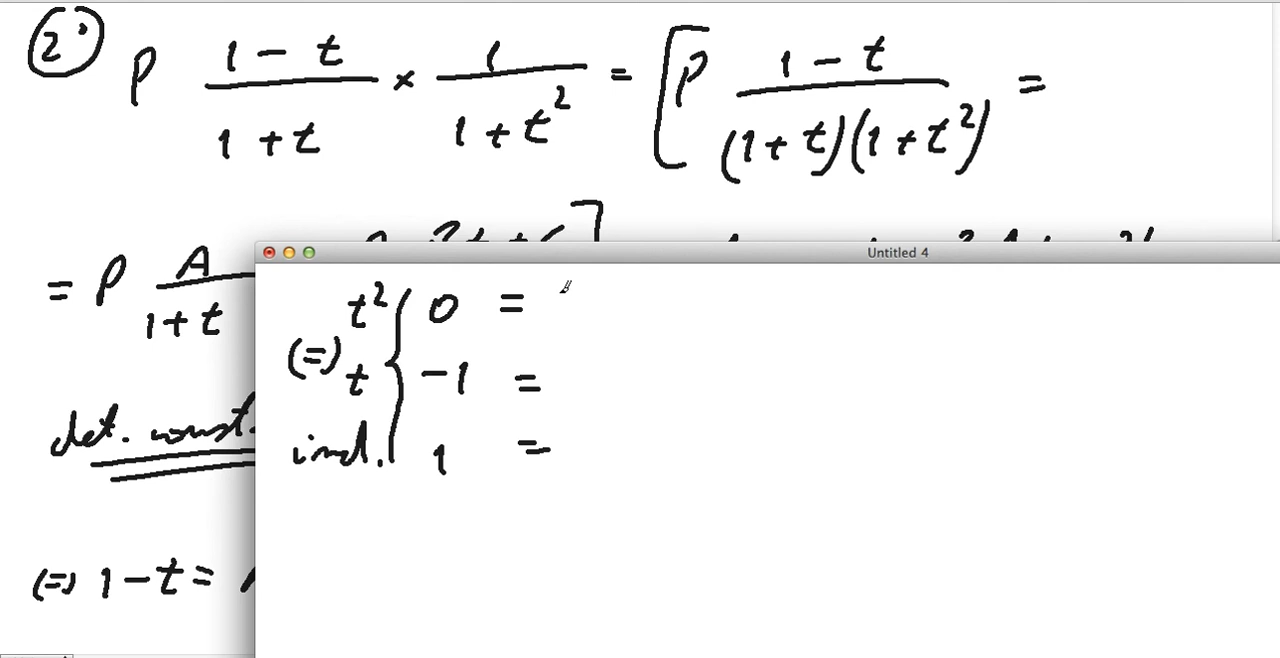 2) P (1 - t)/(1 + t) × 1/(1 + t²) = [P (1 - t)/((1 + t)(1 + t²)) =
= P A/(1 + t)
Untitled 4
t² { 0 =
(=) t { -1 =
ind. { 1 =
det. const.
(=) 1 - t =